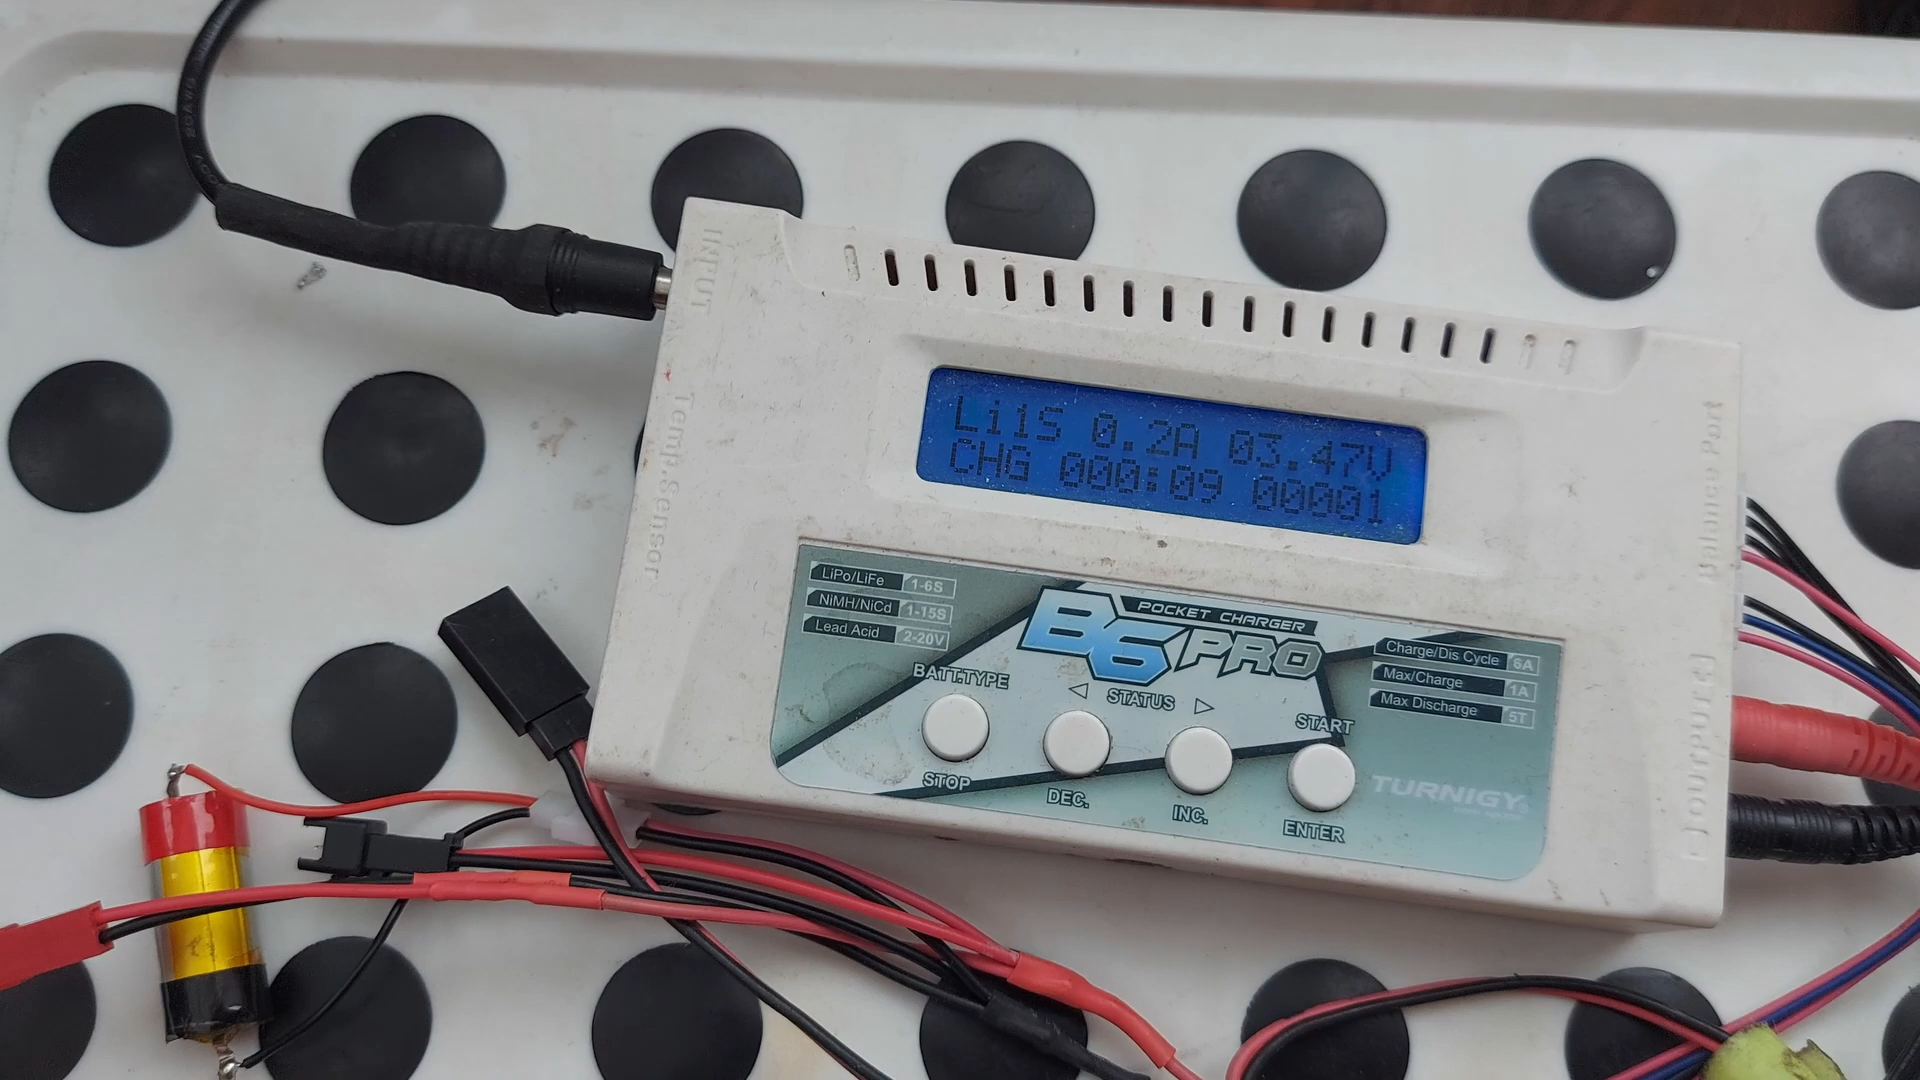 INPUT
Temp.Sensor
Li1S 0.2A 03.47V
CHG 000:09 00001
Balance Port
LiPo/LiFe 1-6S
NiMH/NiCd 1-15S
Lead Acid 2-20V
POCKET CHARGER
B6 PRO
Charge/Dis Cycle 6A
Max/Charge 1A
Max Discharge 5T
BATT.TYPE
STATUS
START
STOP
DEC.
INC.
ENTER
TURNIGY